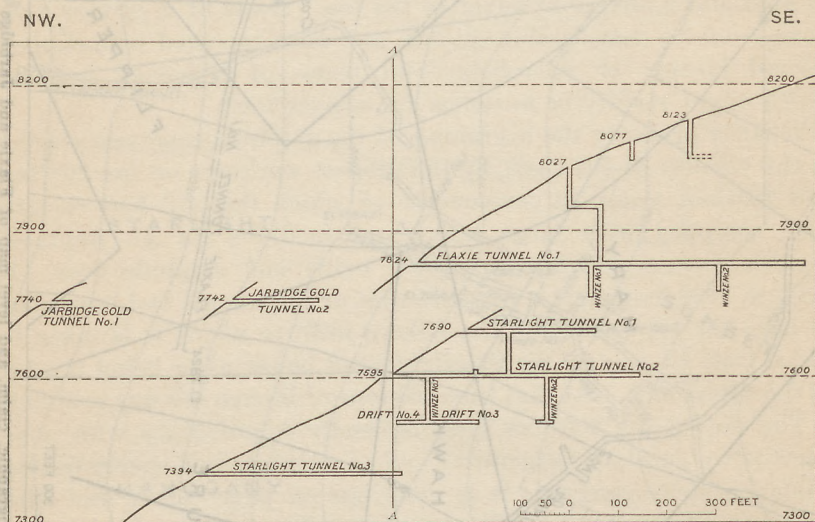 NW.
SE.
A
8200
8200
8123
8077
8027
7900
7900
7824
FLAXIE TUNNEL No.1
WINZE No.1
WINZE No.2
7740
JARBIDGE GOLD
TUNNEL No.1
7742
JARBIDGE GOLD
TUNNEL No.2
7690
STARLIGHT TUNNEL No.1
STARLIGHT TUNNEL No.2
7600
7595
7600
WINZE No.1
WINZE No.2
DRIFT No.4
DRIFT No.3
7394
STARLIGHT TUNNEL No.3
100 50 0 100 200 300 FEET
7300
A
7300